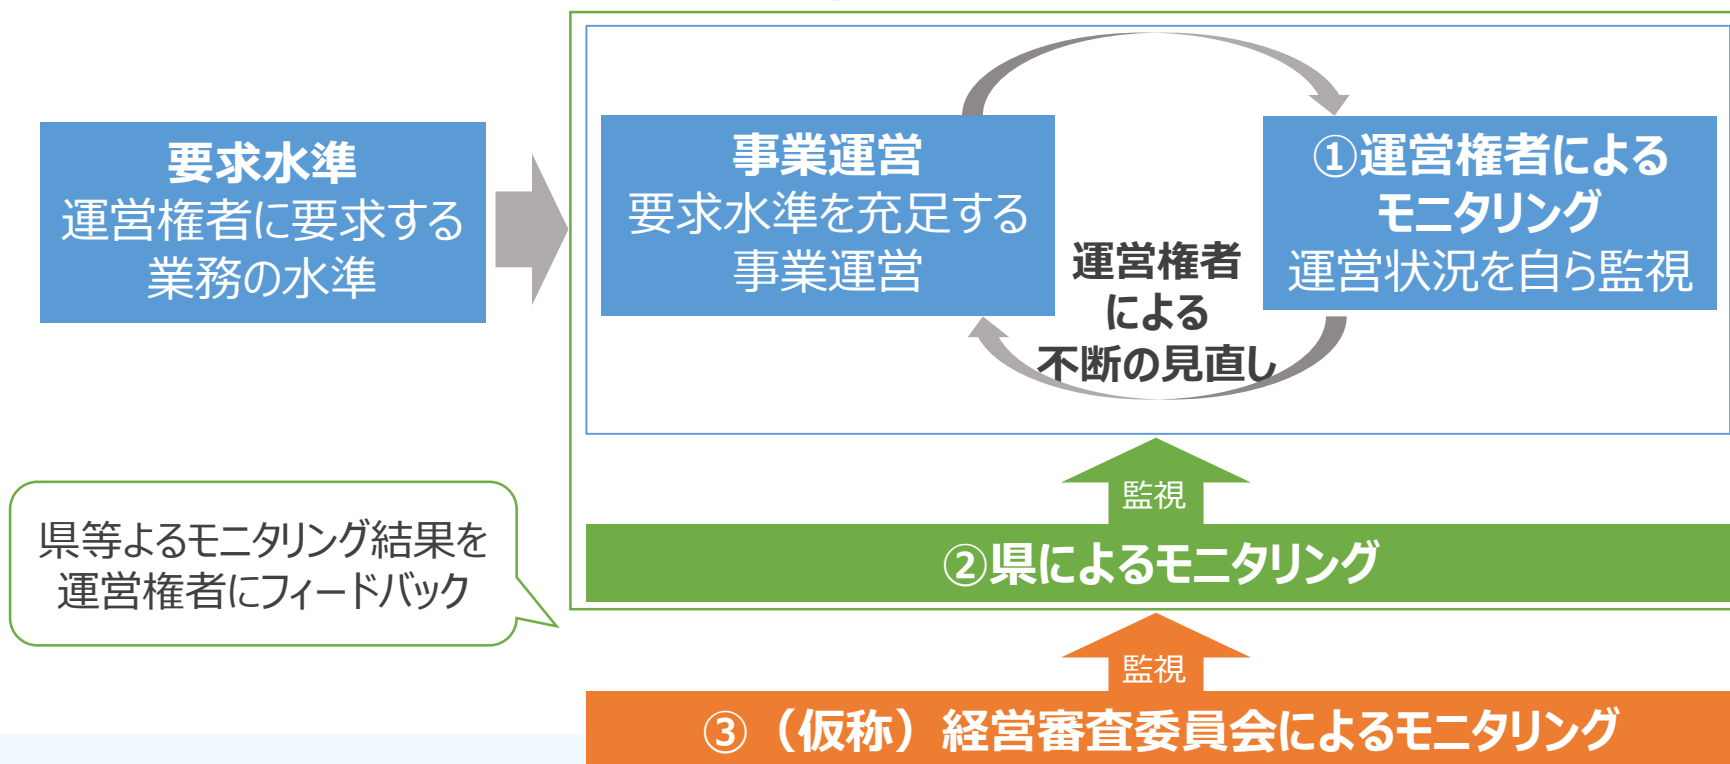 要求水準
運営権者に要求する
業務の水準
事業運営
要求水準を充足する
事業運営
運営権者
による
不断の見直し
①運営権者による
モニタリング
運営状況を自ら監視
監視
②県によるモニタリング
県等よるモニタリング結果を
運営権者にフィードバック
監視
③（仮称）経営審査委員会によるモニタリング